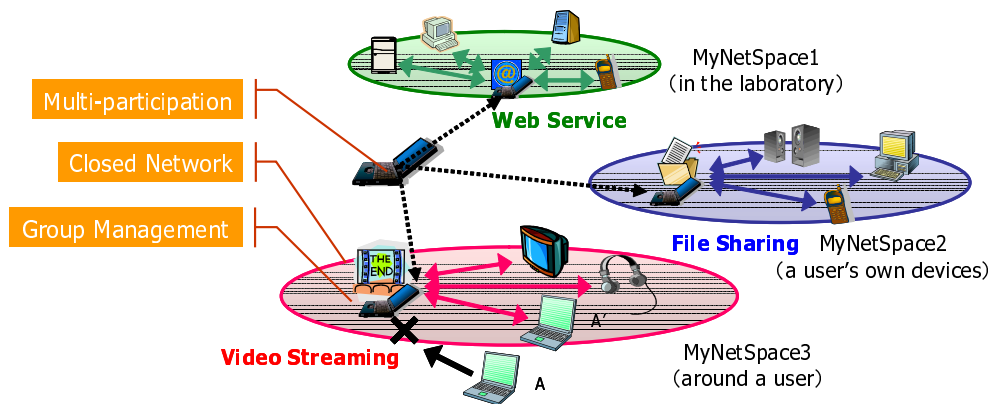 MyNetSpace1
(in the laboratory)
Multi-participation
@
Web Service
Closed Network
Group Management
File Sharing
MyNetSpace2
(a user's own devices)
THE
END
A'
Video Streaming
MyNetSpace3
(around a user)
A